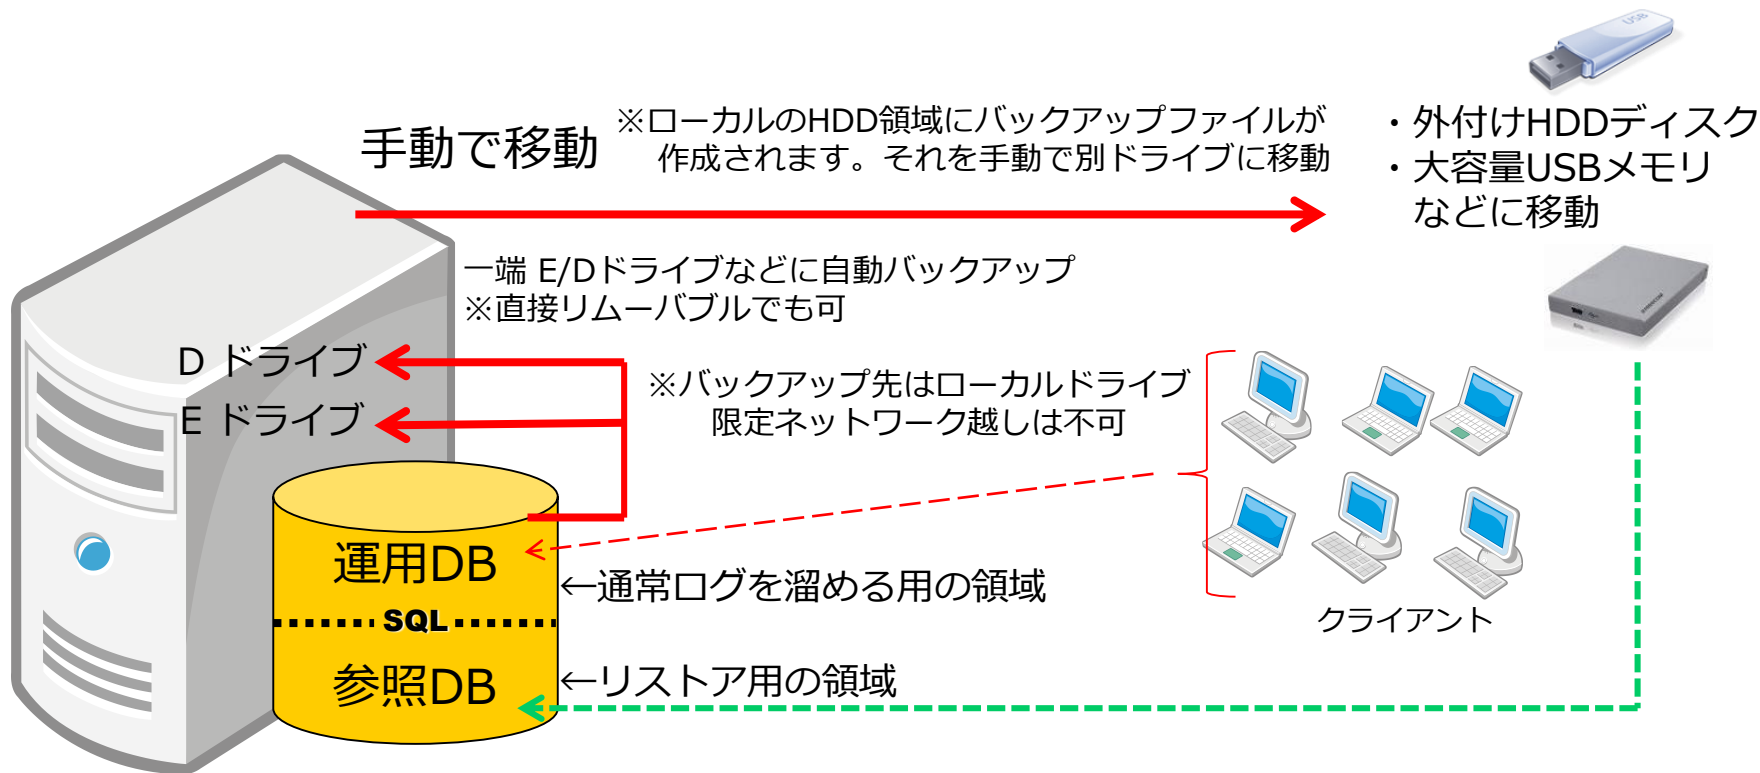 手動で移動
※ローカルのHDD領域にバックアップファイルが
作成されます。それを手動で別ドライブに移動
・外付けHDDディスク
・大容量USBメモリ
などに移動
USB
一端 E/Dドライブなどに自動バックアップ
※直接リムーバブルでも可
D ドライブ
E ドライブ
※バックアップ先はローカルドライブ
限定ネットワーク越しは不可
運用DB
←通常ログを溜める用の領域
SQL
参照DB
←リストア用の領域
クライアント